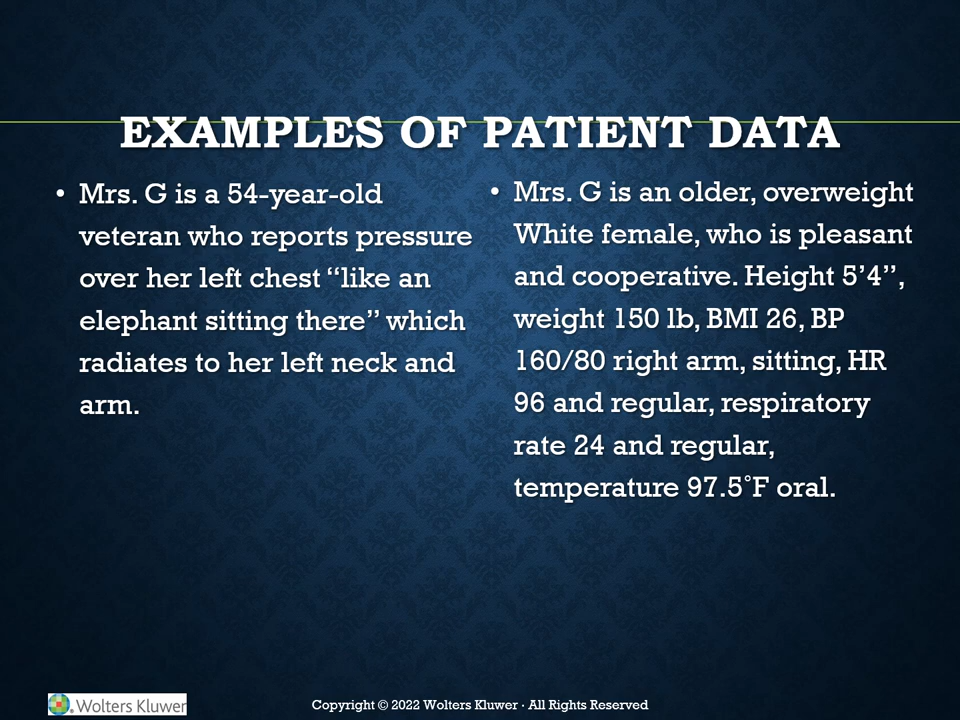 EXAMPLES OF PATIENT DATA
• Mrs. G is a 54-year-old
veteran who reports pressure
over her left chest “like an
elephant sitting there” which
radiates to her left neck and
arm.
• Mrs. G is an older, overweight
White female, who is pleasant
and cooperative. Height 5’4”,
weight 150 lb, BMI 26, BP
160/80 right arm, sitting, HR
96 and regular, respiratory
rate 24 and regular,
temperature 97.5˚F oral.
Wolters Kluwer
Copyright © 2022 Wolters Kluwer · All Rights Reserved